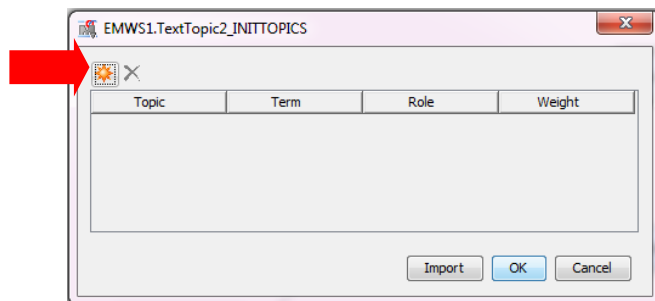 EMWS1.TextTopic2_INITTOPICS
Topic Term Role Weight
Import OK Cancel